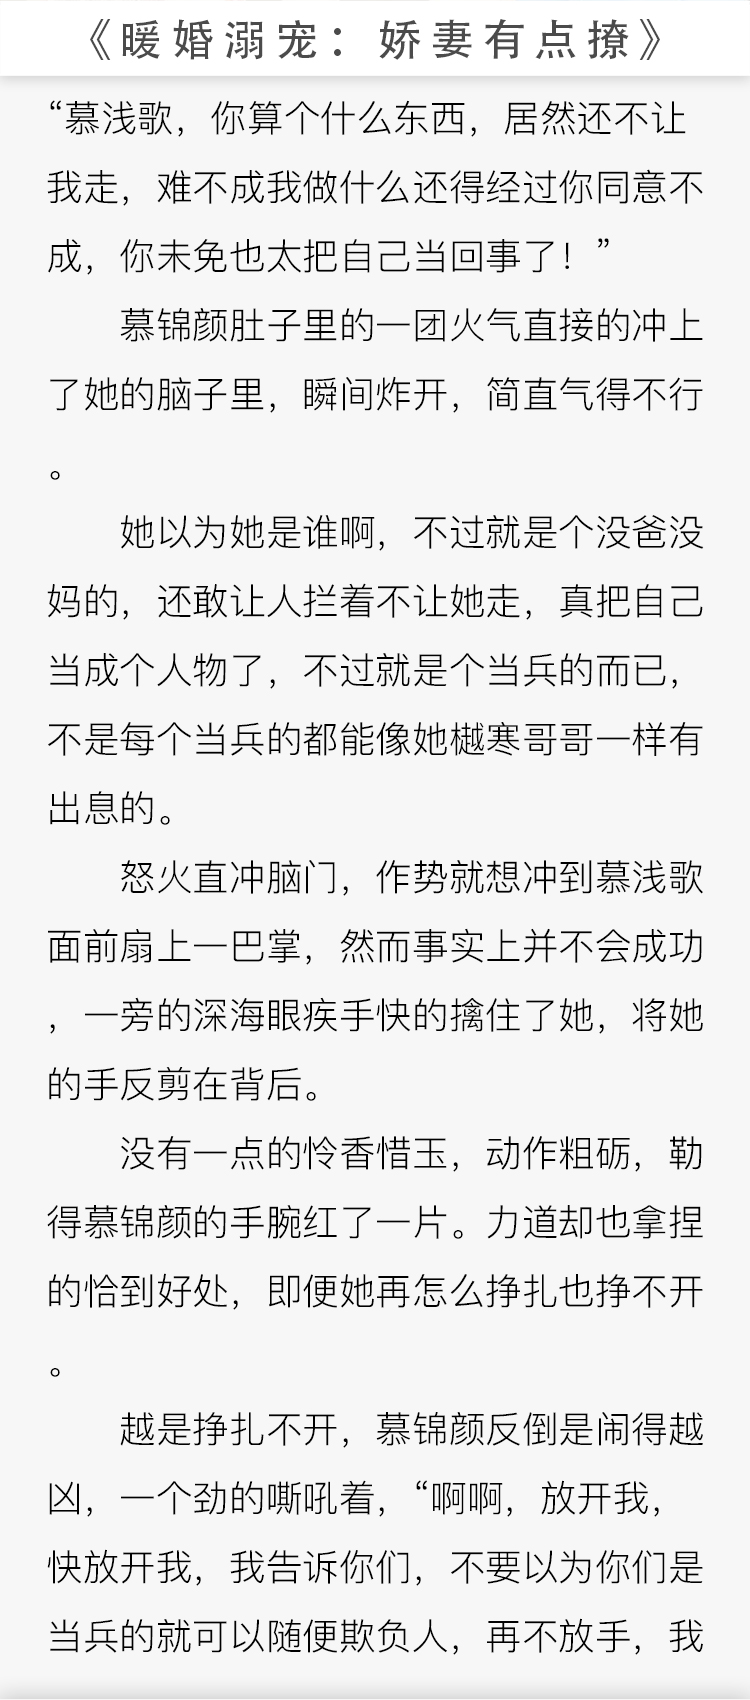 《暖婚溺宠：娇妻有点撩》
“慕浅歌，你算个什么东西，居然还不让
我走，难不成我做什么还得经过你同意不
成，你未免也太把自己当回事了！”
慕锦颜肚子里的一团火气直接的冲上
了她的脑子里，瞬间炸开，简直气得不行
。
她以为她是谁啊，不过就是个没爸没
妈的，还敢让人拦着不让她走，真把自己
当成个人物了，不过就是个当兵的而已，
不是每个当兵的都能像她樾寒哥哥一样有
出息的。
怒火直冲脑门，作势就想冲到慕浅歌
面前扇上一巴掌，然而事实上并不会成功
，一旁的深海眼疾手快的擒住了她，将她
的手反剪在背后。
没有一点的怜香惜玉，动作粗砺，勒
得慕锦颜的手腕红了一片。力道却也拿捏
的恰到好处，即便她再怎么挣扎也挣不开
。
越是挣扎不开，慕锦颜反倒是闹得越
凶，一个劲的嘶吼着，“啊啊，放开我，
快放开我，我告诉你们，不要以为你们是
当兵的就可以随便欺负人，再不放手，我